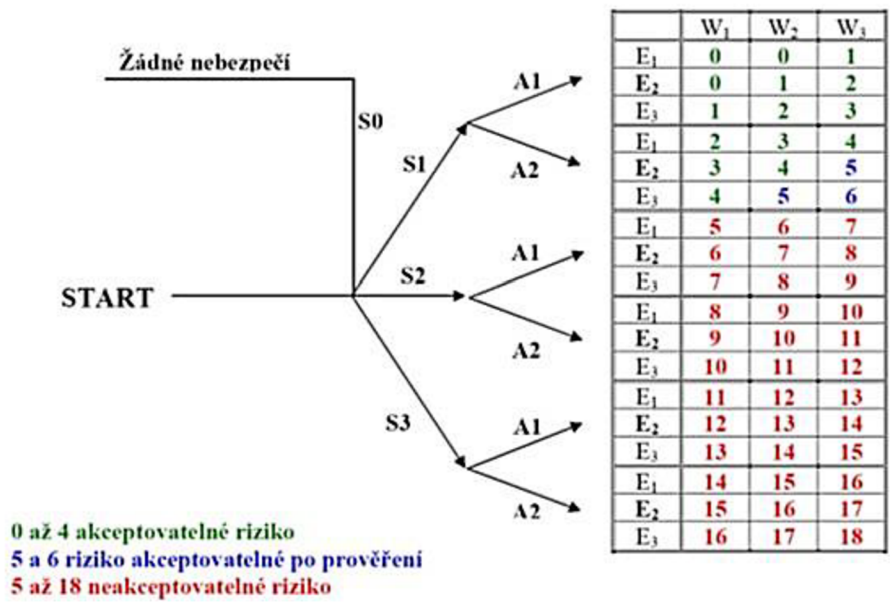 Žádné nebezpečí
S0
S1
A1
A2
START
S2
A1
A2
S3
A1
A2
W₁ W₂ W₃
E₁ 0 0 1
E₂ 0 1 2
E₃ 1 2 3
E₁ 2 3 4
E₂ 3 4 5
E₃ 4 5 6
E₁ 5 6 7
E₂ 6 7 8
E₃ 7 8 9
E₁ 8 9 10
E₂ 9 10 11
E₃ 10 11 12
E₁ 11 12 13
E₂ 12 13 14
E₃ 13 14 15
E₁ 14 15 16
E₂ 15 16 17
E₃ 16 17 18
0 až 4 akceptovatelné riziko
5 a 6 riziko akceptovatelné po prověření
5 až 18 neakceptovatelné riziko